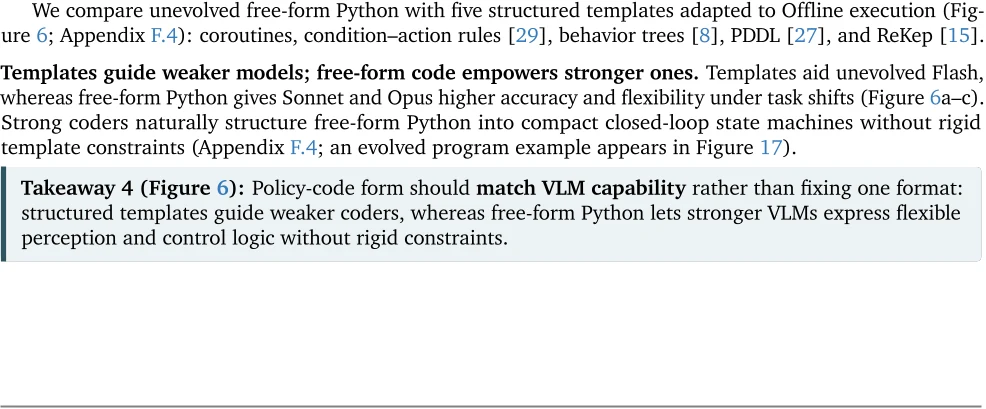 We compare unevolved free-form Python with five structured templates adapted to Offline execution (Fig-
ure 6; Appendix F.4): coroutines, condition–action rules [29], behavior trees [8], PDDL [27], and ReKep [15].
Templates guide weaker models; free-form code empowers stronger ones. Templates aid unevolved Flash,
whereas free-form Python gives Sonnet and Opus higher accuracy and flexibility under task shifts (Figure 6a–c).
Strong coders naturally structure free-form Python into compact closed-loop state machines without rigid
template constraints (Appendix F.4; an evolved program example appears in Figure 17).
Takeaway 4 (Figure 6): Policy-code form should match VLM capability rather than fixing one format:
structured templates guide weaker coders, whereas free-form Python lets stronger VLMs express flexible
perception and control logic without rigid constraints.